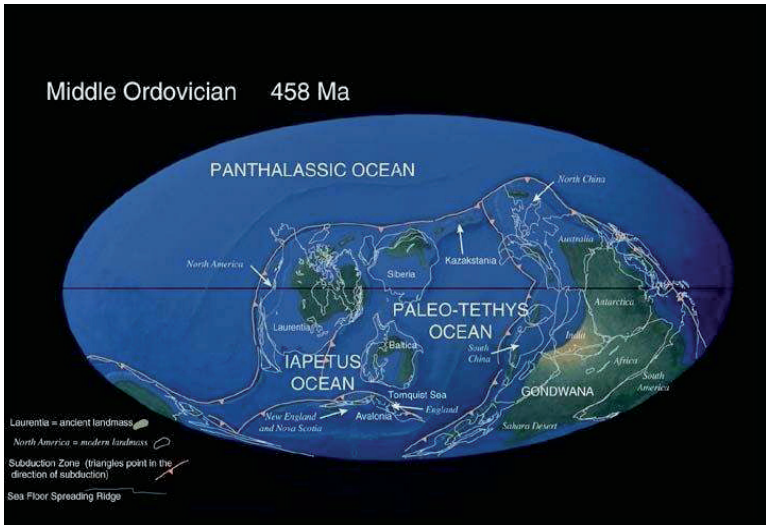 Middle Ordovician 458 Ma
PANTHALASSIC OCEAN
North China
Australia
North America
Siberia
Kazakstania
Antarctica
PALEO-TETHYS
OCEAN
Laurentia
Baltica
South
China
India
Africa
IAPETUS
OCEAN
South
America
GONDWANA
Tornquist Sea
England
New England
and Nova Scotia
Avalonia
Sahara Desert
Laurentia = ancient landmass
North America = modern landmass
Subduction Zone (triangles point in the
direction of subduction)
Sea Floor Spreading Ridge